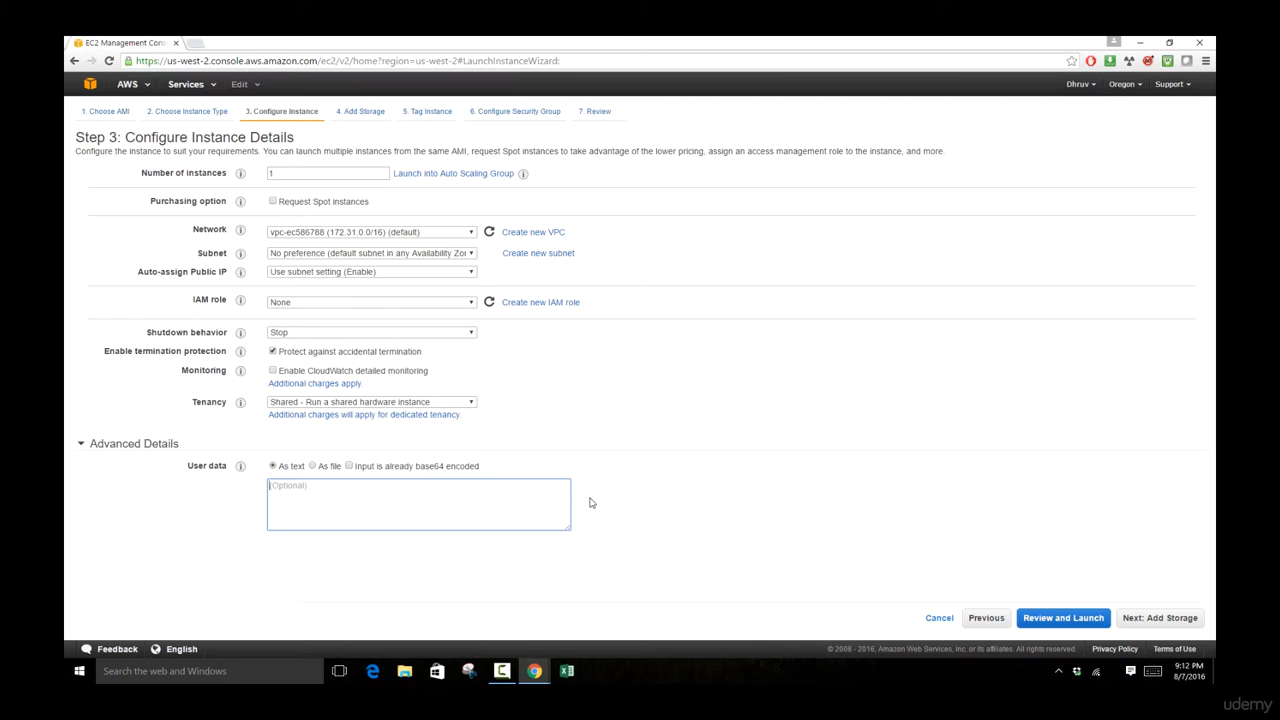 EC2 Management Cons
https://us-west-2.console.aws.amazon.com/ec2/v2/home?region=us-west-2#LaunchInstanceWizard:
AWS Services Edit Dhruv Oregon Support
1. Choose AMI 2. Choose Instance Type 3. Configure Instance 4. Add Storage 5. Tag Instance 6. Configure Security Group 7. Review
Step 3: Configure Instance Details
Configure the instance to suit your requirements. You can launch multiple instances from the same AMI, request Spot instances to take advantage of the lower pricing, assign an access management role to the instance, and more.
Number of instances 1 Launch into Auto Scaling Group
Purchasing option Request Spot instances
Network vpc-ec586788 (172.31.0.0/16) (default) Create new VPC
Subnet No preference (default subnet in any Availability Zon Create new subnet
Auto-assign Public IP Use subnet setting (Enable)
IAM role None Create new IAM role
Shutdown behavior Stop
Enable termination protection Protect against accidental termination
Monitoring Enable CloudWatch detailed monitoring
Additional charges apply.
Tenancy Shared - Run a shared hardware instance
Additional charges will apply for dedicated tenancy.
Advanced Details
User data As text As file Input is already base64 encoded
(Optional)
Cancel Previous Review and Launch Next: Add Storage
Feedback English © 2008 - 2016, Amazon Web Services, Inc. or its affiliates. All rights reserved. Privacy Policy Terms of Use
Search the web and Windows
9:12 PM
8/7/2016
udemy